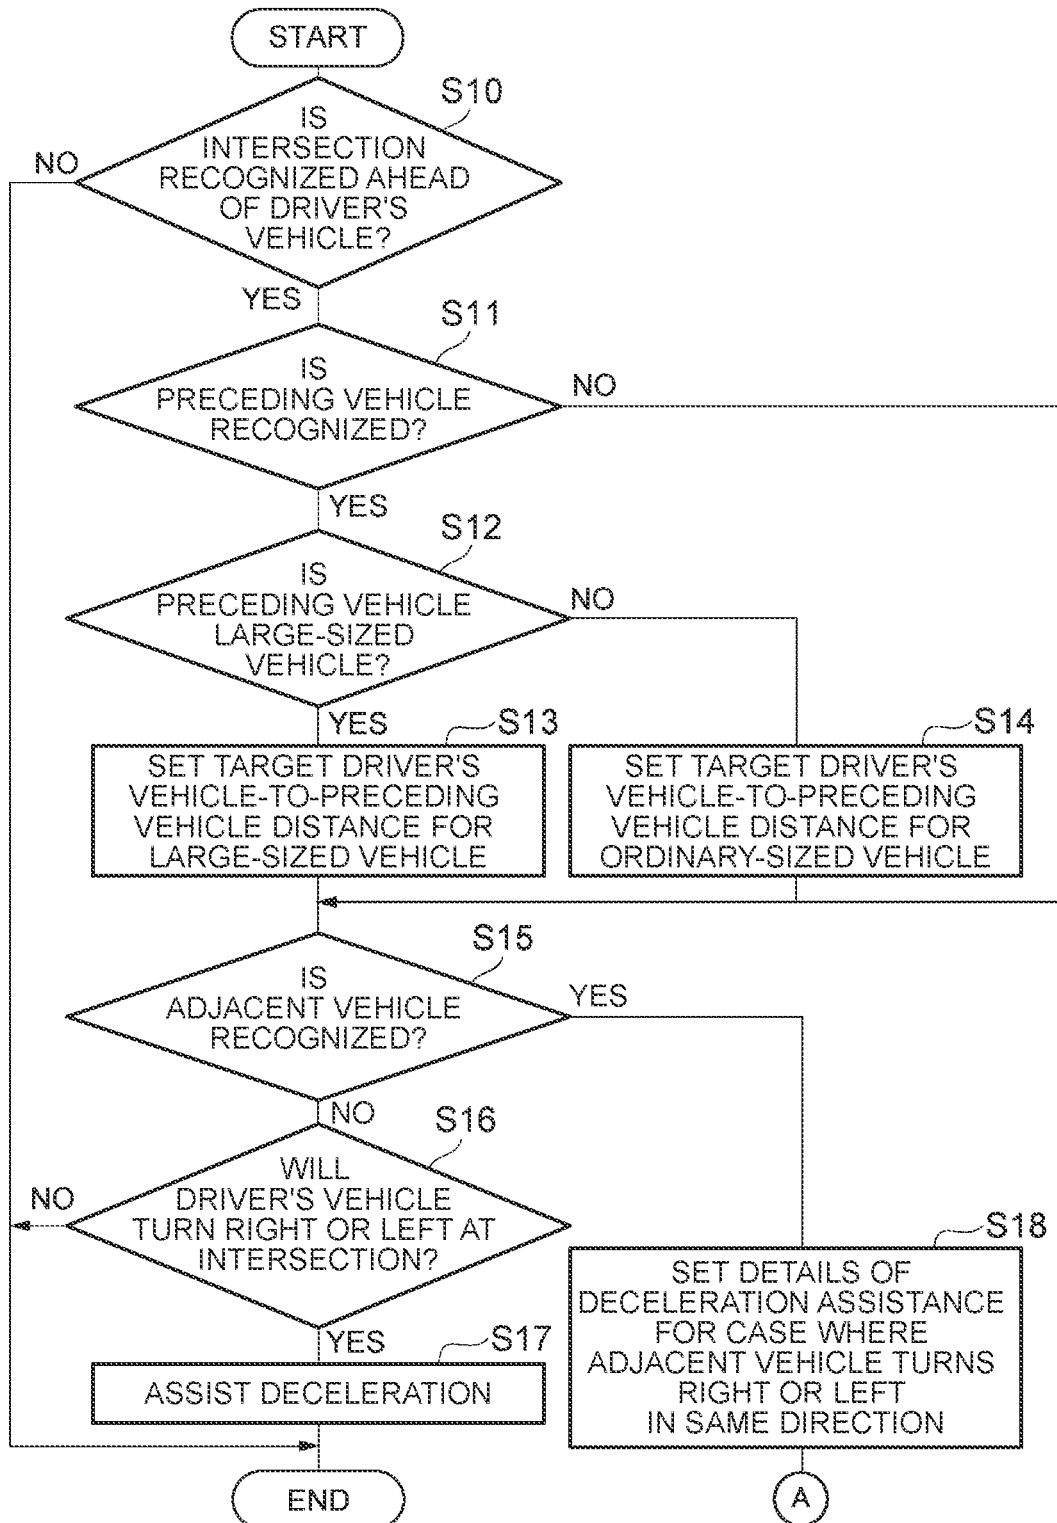 START
S10
IS
INTERSECTION
RECOGNIZED AHEAD
OF DRIVER'S
VEHICLE?
NO
YES
S11
IS
PRECEDING VEHICLE
RECOGNIZED?
NO
YES
S12
IS
PRECEDING VEHICLE
LARGE-SIZED
VEHICLE?
NO
YES
S13
SET TARGET DRIVER'S
VEHICLE-TO-PRECEDING
VEHICLE DISTANCE FOR
LARGE-SIZED VEHICLE
S14
SET TARGET DRIVER'S
VEHICLE-TO-PRECEDING
VEHICLE DISTANCE FOR
ORDINARY-SIZED VEHICLE
S15
IS
ADJACENT VEHICLE
RECOGNIZED?
YES
NO
S16
WILL
DRIVER'S VEHICLE
TURN RIGHT OR LEFT AT
INTERSECTION?
NO
YES
S17
ASSIST DECELERATION
S18
SET DETAILS OF
DECELERATION ASSISTANCE
FOR CASE WHERE
ADJACENT VEHICLE TURNS
RIGHT OR LEFT
IN SAME DIRECTION
END
A